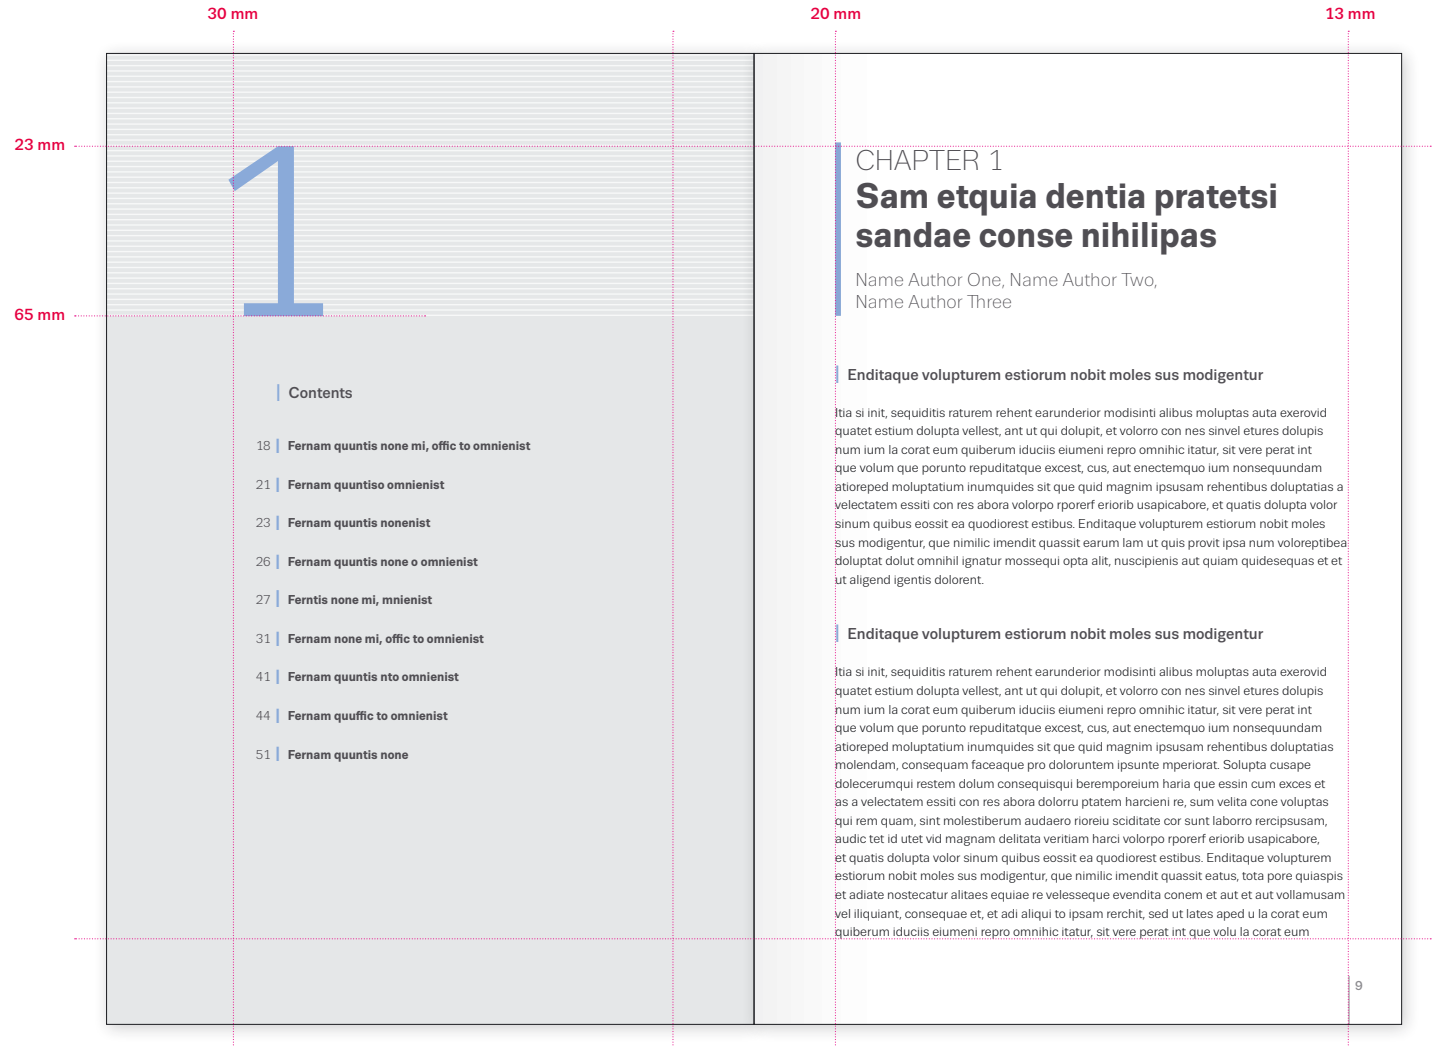 30 mm
20 mm
13 mm
23 mm
65 mm
1
Contents
18 Fernam quuntis none mi, offic to omnienist
21 Fernam quuntiso omnienist
23 Fernam quuntis nonenist
26 Fernam quuntis none o omnienist
27 Ferntis none mi, mnienist
31 Fernam none mi, offic to omnienist
41 Fernam quuntis nto omnienist
44 Fernam quuffic to omnienist
51 Fernam quuntis none
CHAPTER 1
Sam etquia dentia pratetsi
sandae conse nihilipas
Name Author One, Name Author Two,
Name Author Three
Enditaque volupturem estiorum nobit moles sus modigentur
Itia si init, sequiditis raturem rehent earunderior modisinti alibus moluptas auta exerovid
quatet estium dolupta vellest, ant ut qui dolupit, et volorro con nes sinvel etures dolupis
num ium la corat eum quiberum iduciis eiumeni repro omnihic itatur, sit vere perat int
que volum que porunto repuditatque excest, cus, aut enectemquo ium nonsequundam
atioreped moluptatium inumquides sit que quid magnim ipsusam rehentibus doluptatias a
velectatem essiti con res abora volorpo rporerf eriorib usapicabore, et quatis dolupta volor
sinum quibus eossit ea quodiorest estibus. Enditaque volupturem estiorum nobit moles
sus modigentur, que nimilic imendit quassit earum lam ut quis provit ipsa num voloreptibea
doluptat dolut omnihil ignatur mossequi opta alit, nuscipienis aut quiam quidesequas et et
ut aligend igentis dolorent.
Enditaque volupturem estiorum nobit moles sus modigentur
Itia si init, sequiditis raturem rehent earunderior modisinti alibus moluptas auta exerovid
quatet estium dolupta vellest, ant ut qui dolupit, et volorro con nes sinvel etures dolupis
num ium la corat eum quiberum iduciis eiumeni repro omnihic itatur, sit vere perat int
que volum que porunto repuditatque excest, cus, aut enectemquo ium nonsequundam
atioreped moluptatium inumquides sit que quid magnim ipsusam rehentibus doluptatias
molendam, consequam faceaque pro doloruntem ipsunte mperiorat. Solupta cusape
dolecerumqui restem dolum consequisqui beremporeium haria que essin cum exces et
as a velectatem essiti con res abora dolorru ptatem harcieni re, sum velita cone voluptas
qui rem quam, sint molestiberum audaero rioreiu sciditate cor sunt laborro rercipsusam,
audic tet id utet vid magnam delitata veritiam harci volorpo rporerf eriorib usapicabore,
et quatis dolupta volor sinum quibus eossit ea quodiorest estibus. Enditaque volupturem
estiorum nobit moles sus modigentur, que nimilic imendit quassit eatus, tota pore quiaspis
et adiate nostecatur alitaes equiae re velesseque evendita conem et aut et aut vollamusam
vel iliquiant, consequae et, et adi aliqui to ipsam rerchit, sed ut lates aped u la corat eum
quiberum iduciis eiumeni repro omnihic itatur, sit vere perat int que volu la corat eum
9